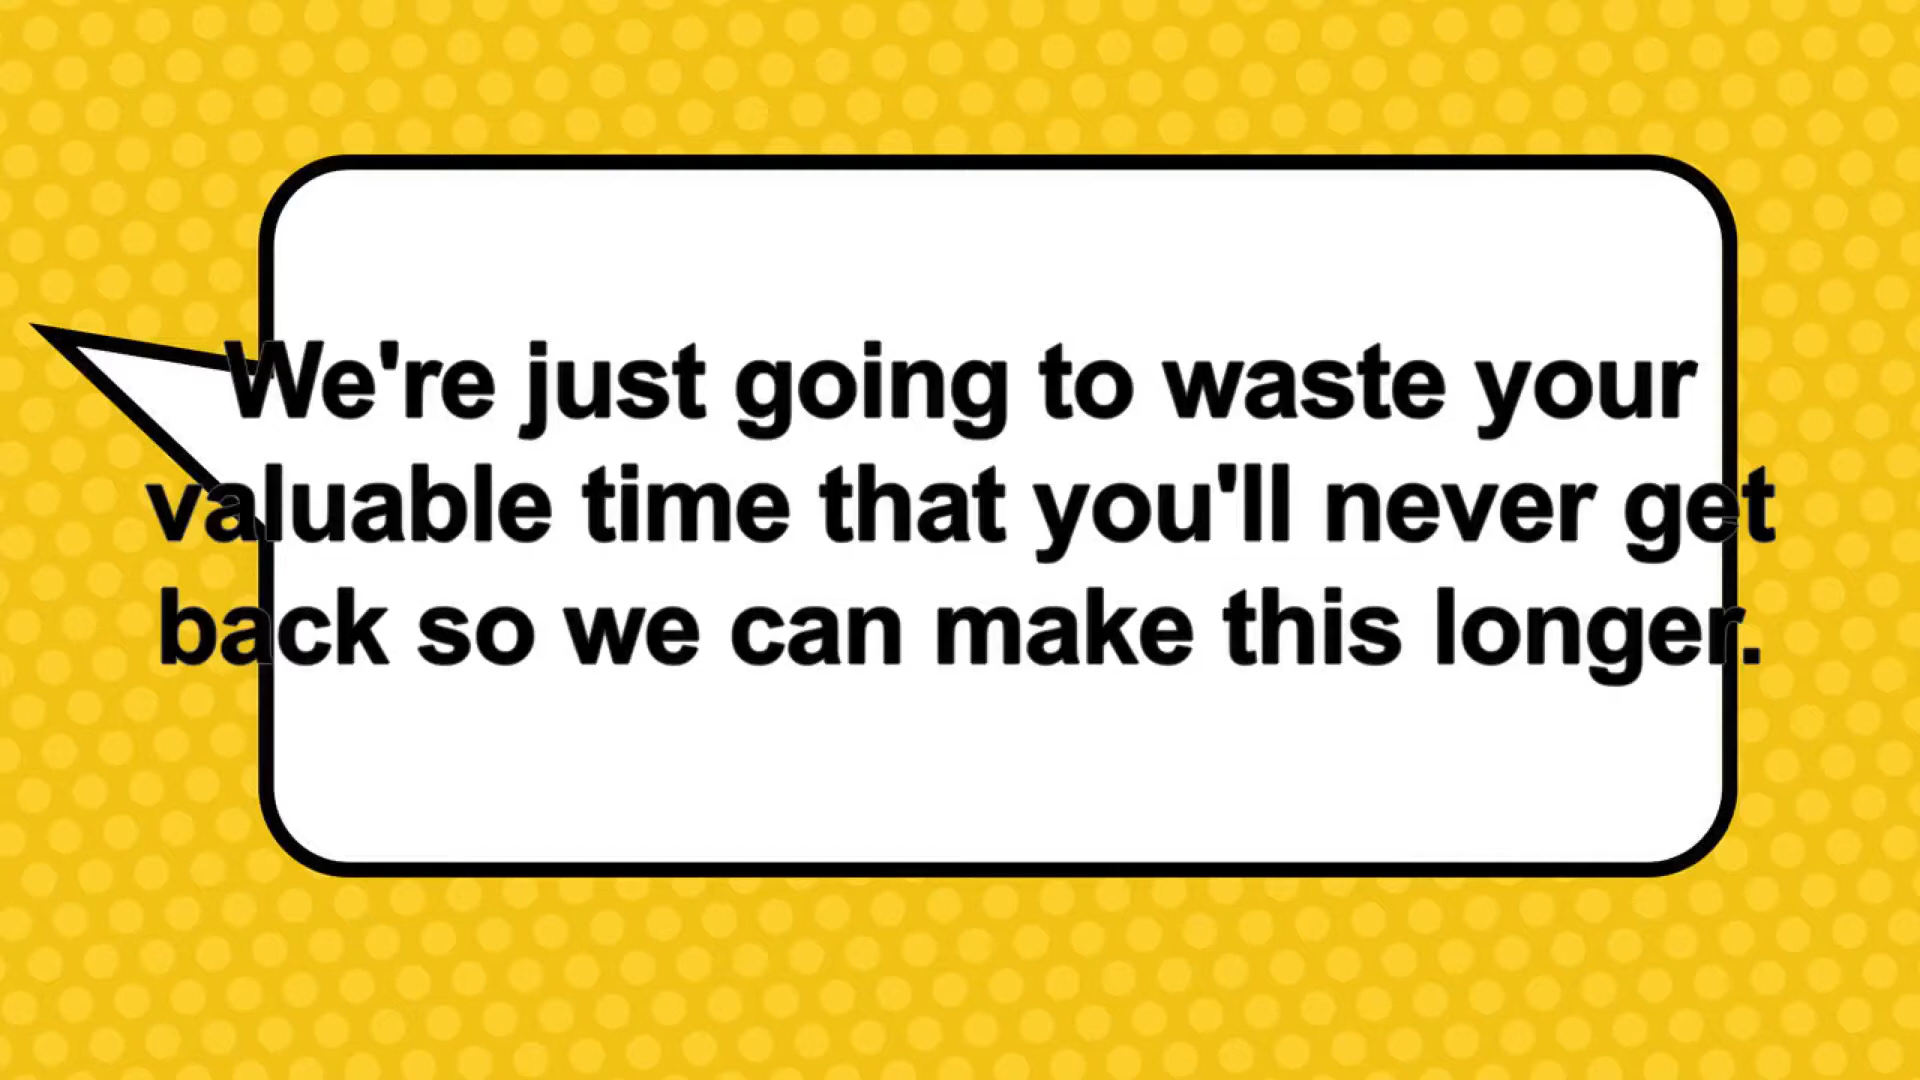 We're just going to waste your
valuable time that you'll never get
back so we can make this longer.